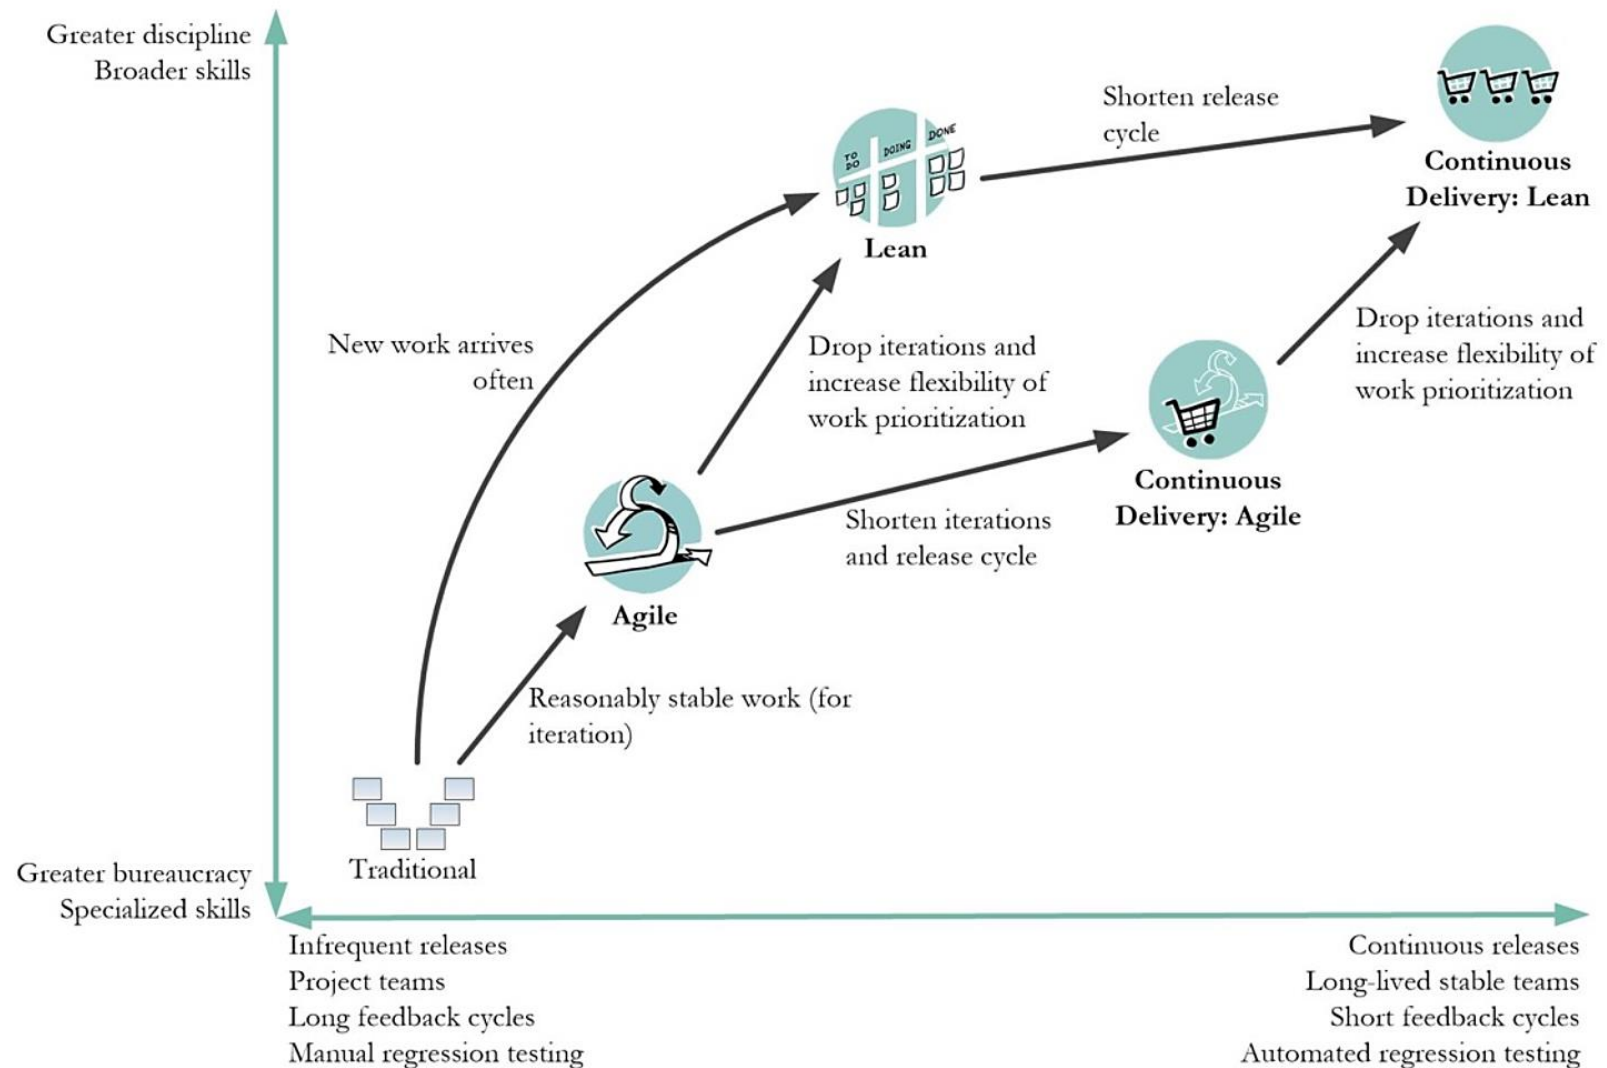 Greater discipline
Broader skills
Shorten release
cycle
Continuous
Delivery: Lean
TO
DO
DOING
DONE
Lean
New work arrives
often
Drop iterations and
increase flexibility of
work prioritization
Drop iterations and
increase flexibility of
work prioritization
Continuous
Delivery: Agile
Shorten iterations
and release cycle
Agile
Reasonably stable work (for
iteration)
Traditional
Greater bureaucracy
Specialized skills
Infrequent releases
Project teams
Long feedback cycles
Manual regression testing
Continuous releases
Long-lived stable teams
Short feedback cycles
Automated regression testing